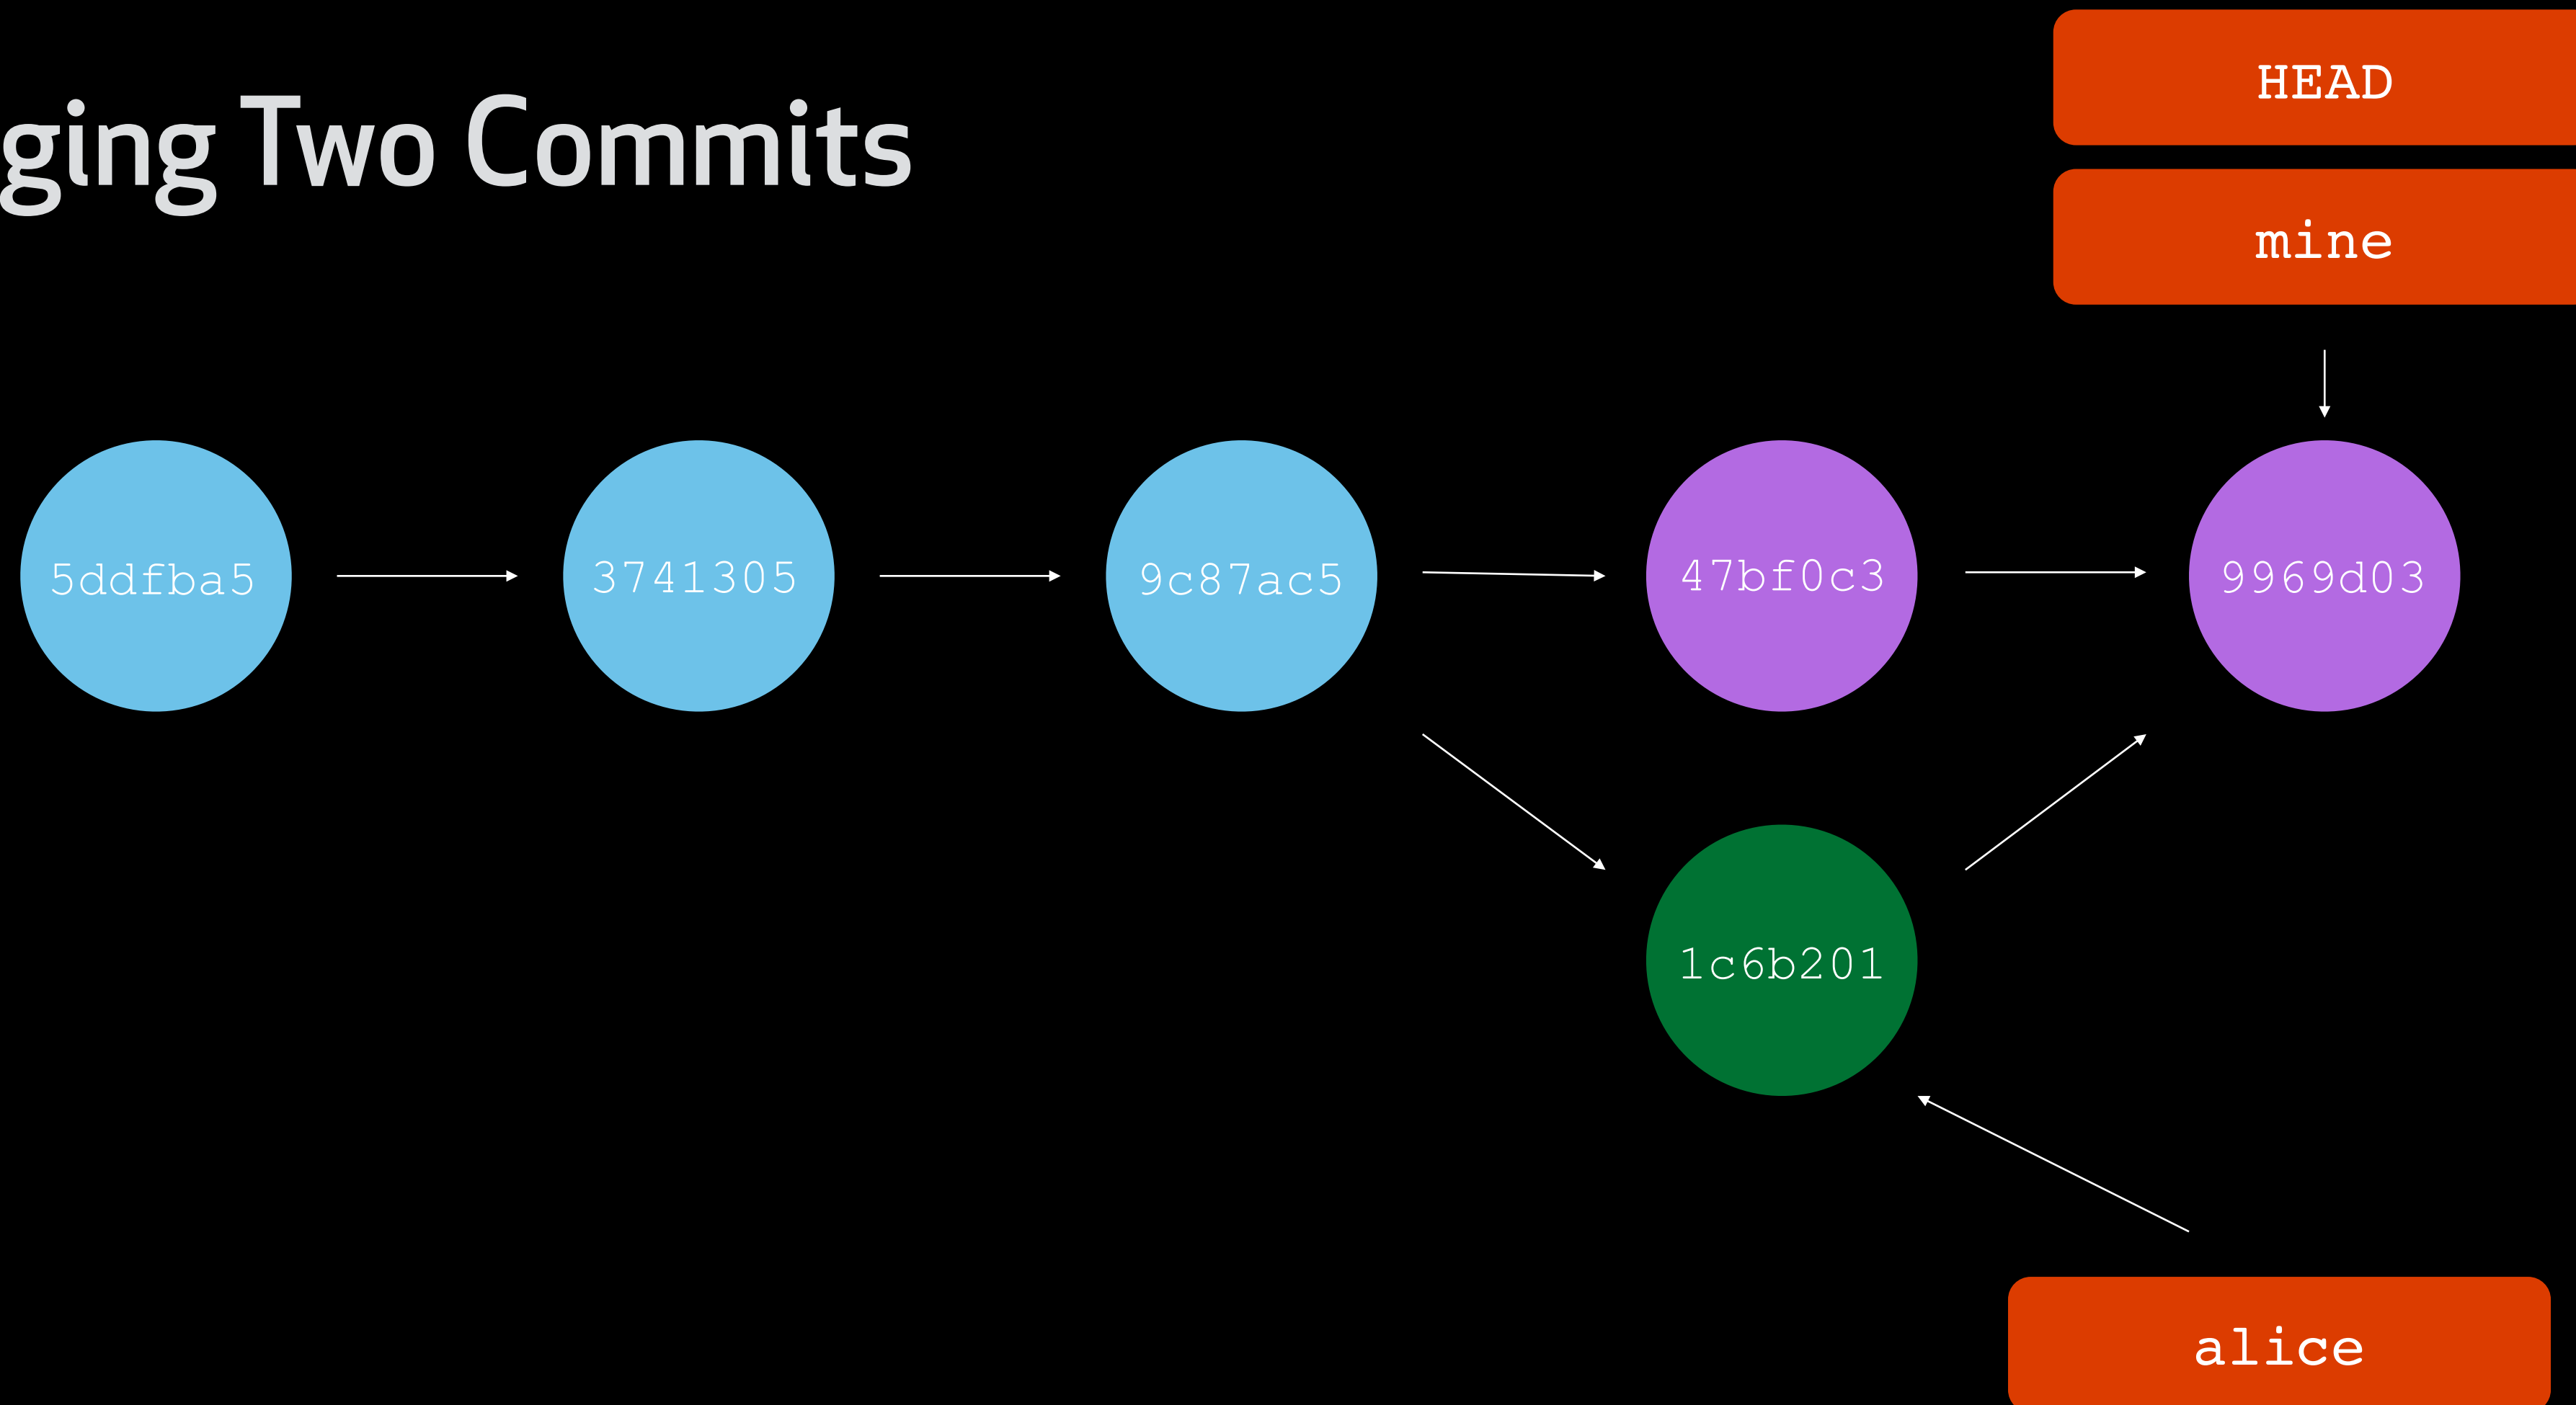 ging Two Commits
HEAD
mine
5ddfba5
3741305
9c87ac5
47bf0c3
9969d03
1c6b201
alice